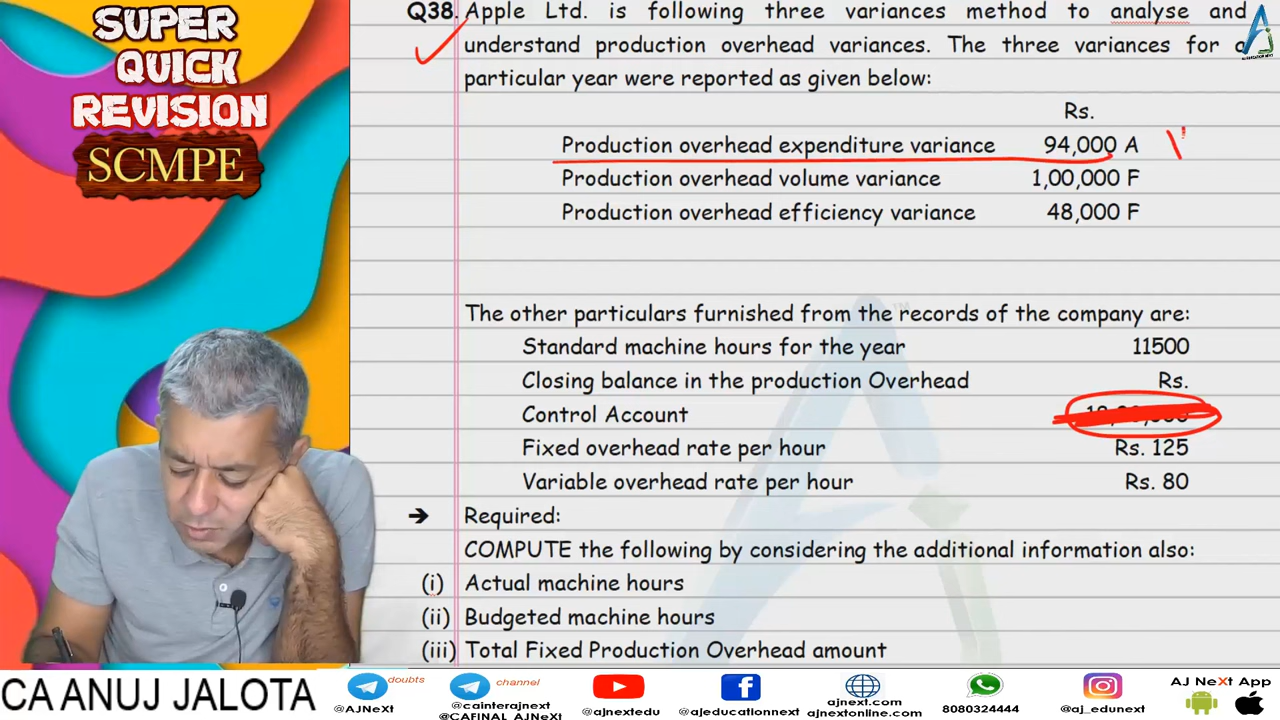 SUPER
QUICK
REVISION
SCMPE
Q38. Apple Ltd. is following three variances method to analyse and
understand production overhead variances. The three variances for a
particular year were reported as given below:
Rs.
Production overhead expenditure variance 94,000 A
Production overhead volume variance 1,00,000 F
Production overhead efficiency variance 48,000 F
The other particulars furnished from the records of the company are:
Standard machine hours for the year 11500
Closing balance in the production Overhead Rs.
Control Account
Fixed overhead rate per hour Rs. 125
Variable overhead rate per hour Rs. 80
➔ Required:
COMPUTE the following by considering the additional information also:
(i) Actual machine hours
(ii) Budgeted machine hours
(iii) Total Fixed Production Overhead amount
CA ANUJ JALOTA
doubts
@AJNeXt
channel
@cainterajnext
@CAFINAL_AJNeXt
@ajnextedu
@ajeducationnext
ajnext.com
ajnextonline.com
8080324444
@aj_edunext
AJ NeXt App